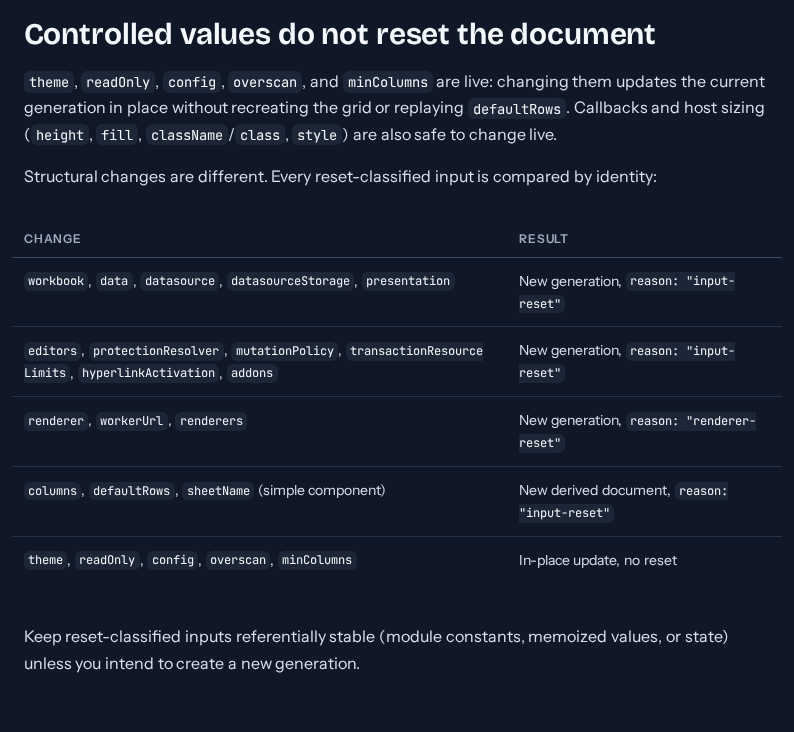 Controlled values do not reset the document
theme, readOnly, config, overscan, and minColumns are live: changing them updates the current
generation in place without recreating the grid or replaying defaultRows. Callbacks and host sizing
(height, fill, className/class, style) are also safe to change live.
Structural changes are different. Every reset-classified input is compared by identity:
CHANGE RESULT
workbook, data, datasource, datasourceStorage, presentation New generation, reason: "input-
reset"
editors, protectionResolver, mutationPolicy, transactionResource New generation, reason: "input-
Limits, hyperlinkActivation, addons reset"
renderer, workerUrl, renderers New generation, reason: "renderer-
reset"
columns, defaultRows, sheetName (simple component) New derived document, reason:
"input-reset"
theme, readOnly, config, overscan, minColumns In-place update, no reset
Keep reset-classified inputs referentially stable (module constants, memoized values, or state)
unless you intend to create a new generation.